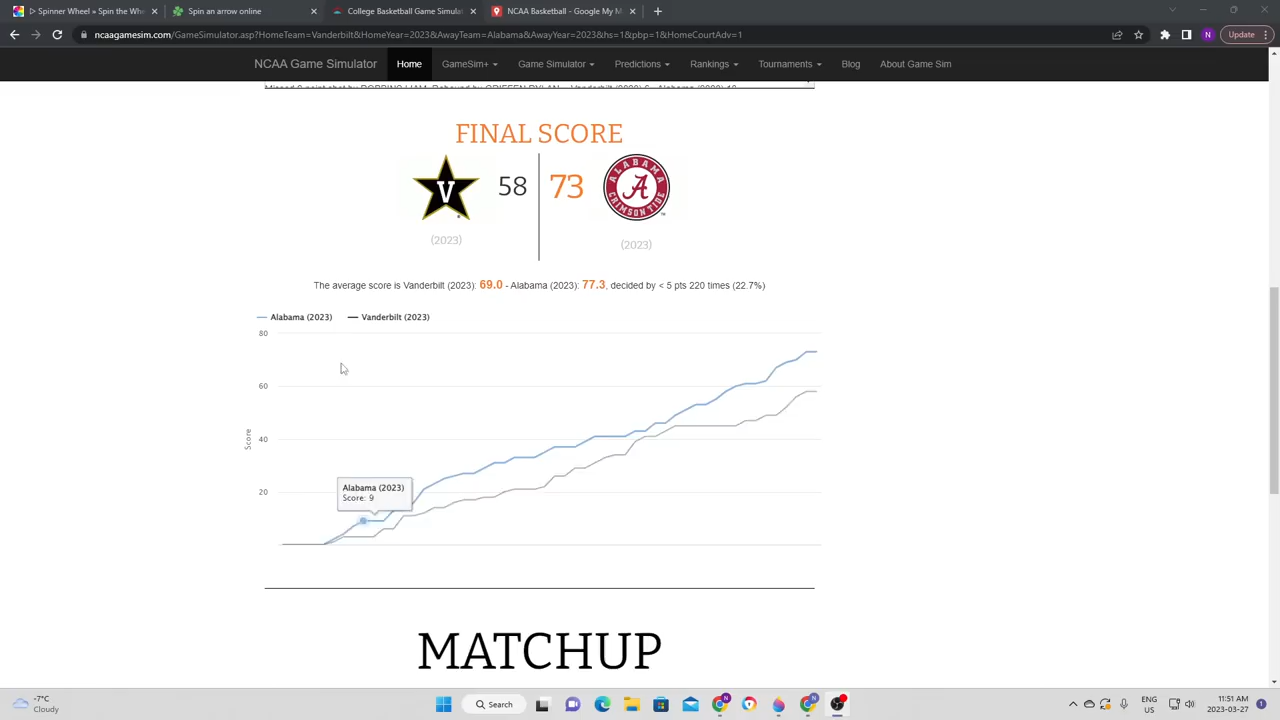 Spinner Wheel » Spin the Whe
Spin an arrow online
College Basketball Game Simulat
NCAA Basketball - Google My M
ncaagamesim.com/GameSimulator.asp?HomeTeam=Vanderbilt&HomeYear=2023&AwayTeam=Alabama&AwayYear=2023&hs=1&pbp=1&HomeCourtAdv=1
N
Update
NCAA Game Simulator
Home
GameSim+
Game Simulator
Predictions
Rankings
Tournaments
Blog
About Game Sim
FINAL SCORE
V
58
73
ALABAMA
A
CRIMSON TIDE
(2023)
(2023)
The average score is Vanderbilt (2023): 69.0 - Alabama (2023): 77.3, decided by < 5 pts 220 times (22.7%)
Alabama (2023)
Vanderbilt (2023)
80
60
40
20
Score
Alabama (2023)
Score: 9
MATCHUP
-7°C
Cloudy
Search
ENG
US
11:51 AM
2023-03-27